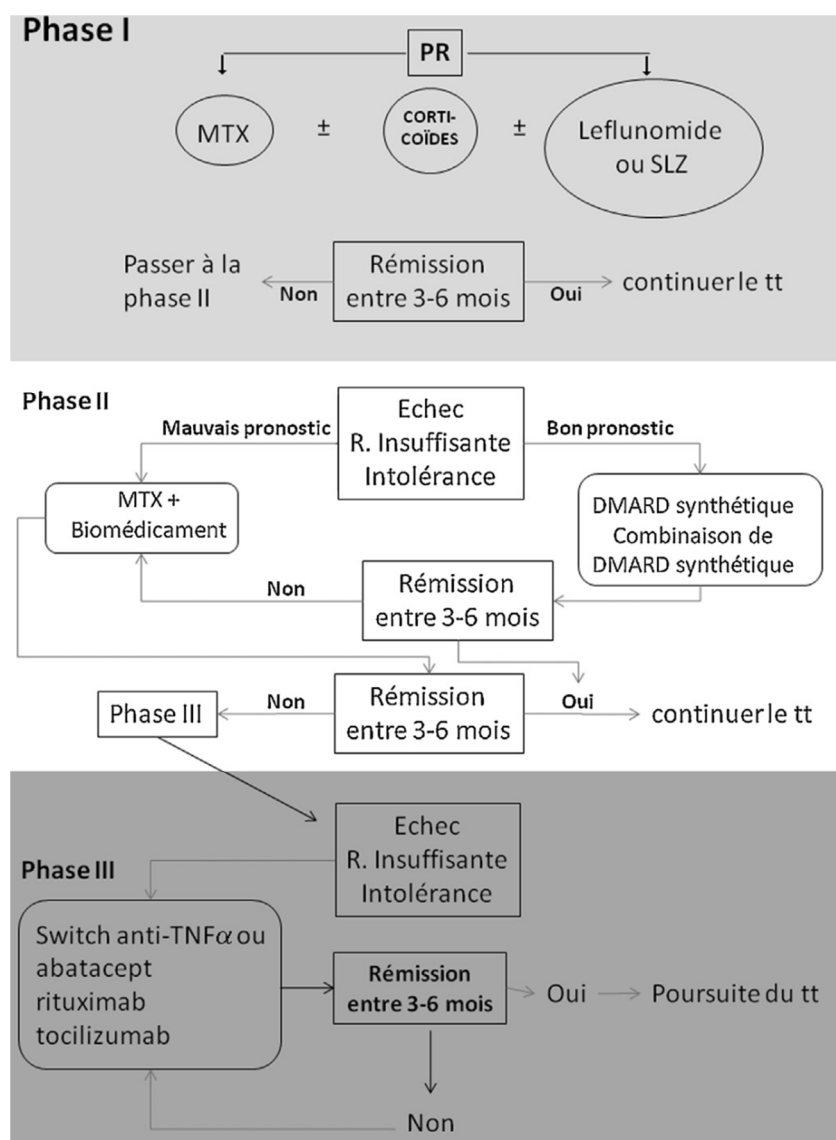 Phase I
PR
MTX
±
CORTI-
COÏDES
±
Leflunomide
ou SLZ
Passer à la
phase II
Non
Rémission
entre 3-6 mois
Oui
continuer le tt
Phase II
Mauvais pronostic
Echec
R. Insuffisante
Intolérance
Bon pronostic
MTX +
Biomédicament
DMARD synthétique
Combinaison de
DMARD synthétique
Non
Rémission
entre 3-6 mois
Phase III
Non
Rémission
entre 3-6 mois
Oui
continuer le tt
Echec
R. Insuffisante
Intolérance
Phase III
Switch anti-TNFα ou
abatacept
rituximab
tocilizumab
Rémission
entre 3-6 mois
Oui
Poursuite du tt
Non